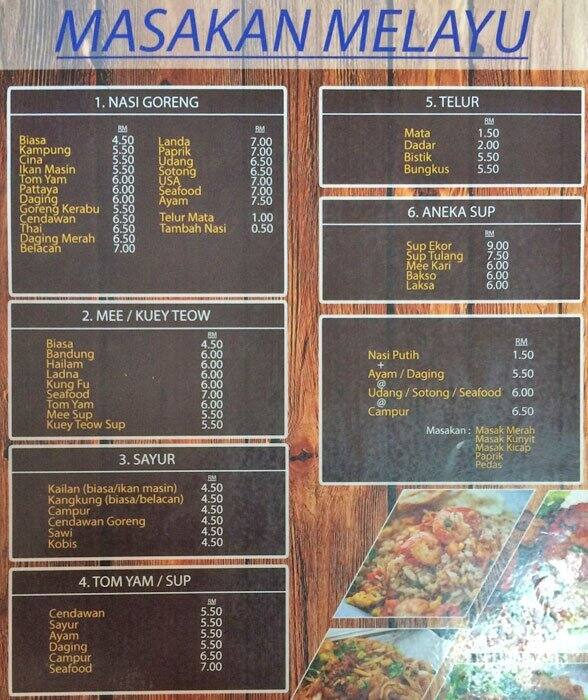 MASAKAN MELAYU
1. NASI GORENG
RM
Biasa 4.50
Kampung 5.50
Cina 5.50
Ikan Masin 5.50
Tom Yam 6.00
Pattaya 6.00
Daging 6.00
Goreng Kerabu 5.50
Cendawan 6.50
Thai 6.50
Daging Merah 6.50
Belacan 7.00
RM
Landa 7.00
Paprik 7.00
Udang 6.50
Sotong 6.50
USA 7.00
Seafood 7.00
Ayam 7.50
Telur Mata 1.00
Tambah Nasi 0.50
2. MEE / KUEY TEOW
RM
Biasa 4.50
Bandung 6.00
Hailam 6.00
Ladna 6.00
Kung Fu 6.00
Seafood 7.00
Tom Yam 6.00
Mee Sup 5.50
Kuey Teow Sup 5.50
3. SAYUR
RM
Kailan (biasa/ikan masin) 4.50
Kangkung (biasa/belacan) 4.50
Campur 4.50
Cendawan Goreng 4.50
Sawi 4.50
Kobis 4.50
4. TOM YAM / SUP
RM
Cendawan 5.50
Sayur 5.50
Ayam 5.50
Daging 5.50
Campur 6.50
Seafood 7.00
5. TELUR
RM
Mata 1.50
Dadar 2.00
Bistik 5.50
Bungkus 5.50
6. ANEKA SUP
RM
Sup Ekor 9.00
Sup Tulang 7.50
Mee Kari 6.00
Bakso 6.00
Laksa 6.00
RM
Nasi Putih 1.50
+
Ayam / Daging 5.50
@
Udang / Sotong / Seafood 6.00
@
Campur 6.50
Masakan : Masak Merah
Masak Kunyit
Masak Kicap
Paprik
Pedas